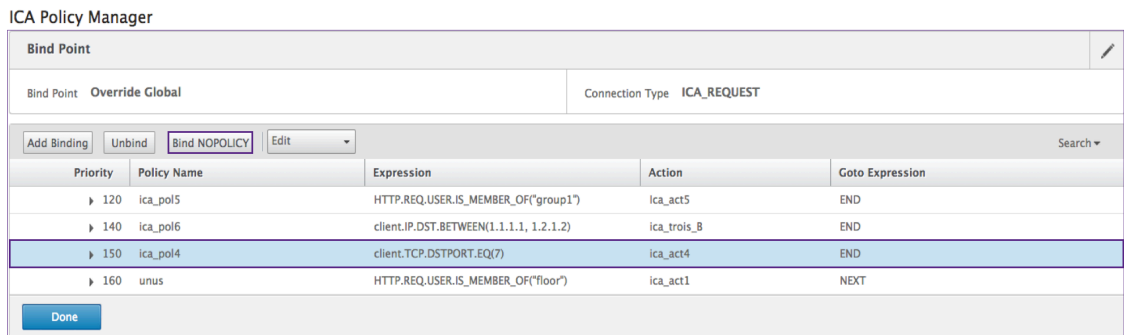 ICA Policy Manager
Bind Point
Bind Point Override Global Connection Type ICA_REQUEST
Add Binding Unbind Bind NOPOLICY Edit Search
Priority Policy Name Expression Action Goto Expression
120 ica_pol5 HTTP.REQ.USER.IS_MEMBER_OF("group1") Ica_act5 END
140 ica_pol6 client.IP.DST.BETWEEN(1.1.1.1, 1.2.1.2) ica_trois_B END
150 ica_pol4 client.TCP.DSTPORT.EQ(7) ica_act4 END
160 unus HTTP.REQ.USER.IS_MEMBER_OF("floor") ica_act1 NEXT
Done